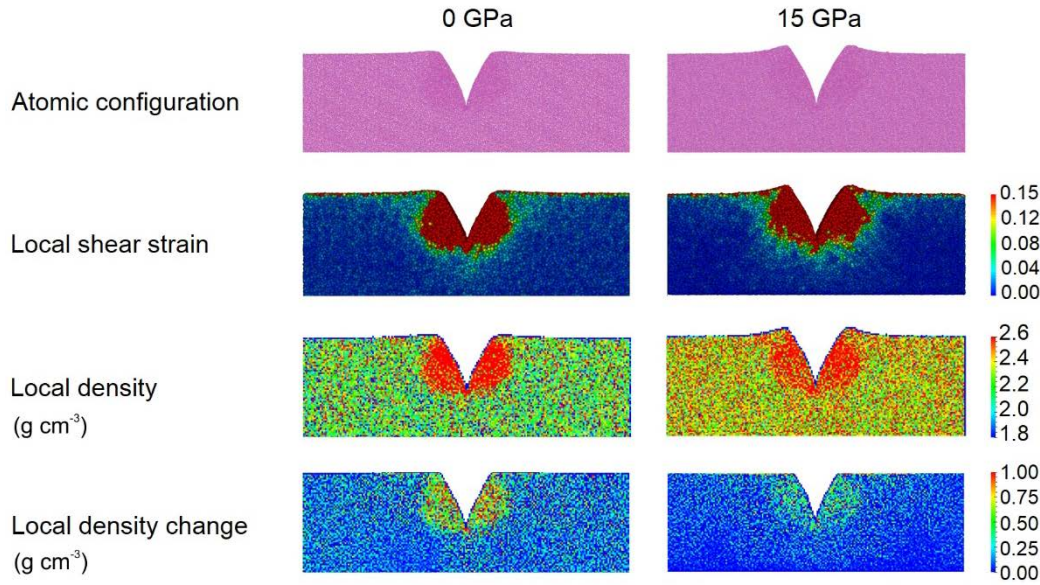 0 GPa 15 GPa
Atomic configuration
Local shear strain
0.15
0.12
0.08
0.04
0.00
Local density
(g cm⁻³)
2.6
2.4
2.2
2.0
1.8
Local density change
(g cm⁻³)
1.00
0.75
0.50
0.25
0.00